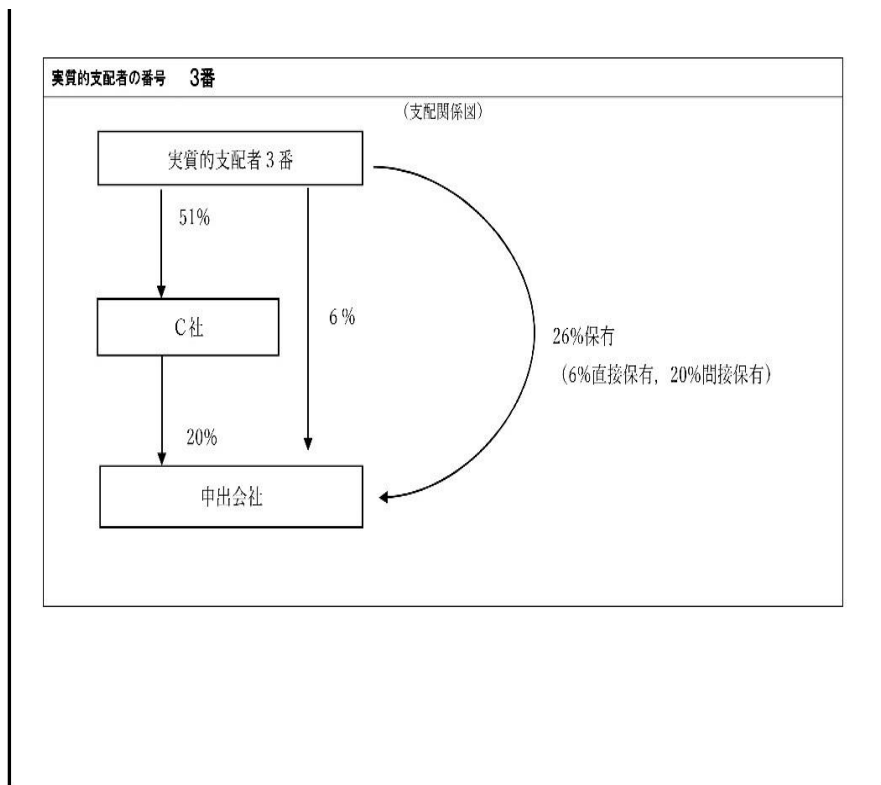 実質的支配者の番号 3番
（支配関係図）
実質的支配者３番
51%
C社
6%
26%保有
（6%直接保有，20%間接保有）
20%
申出会社